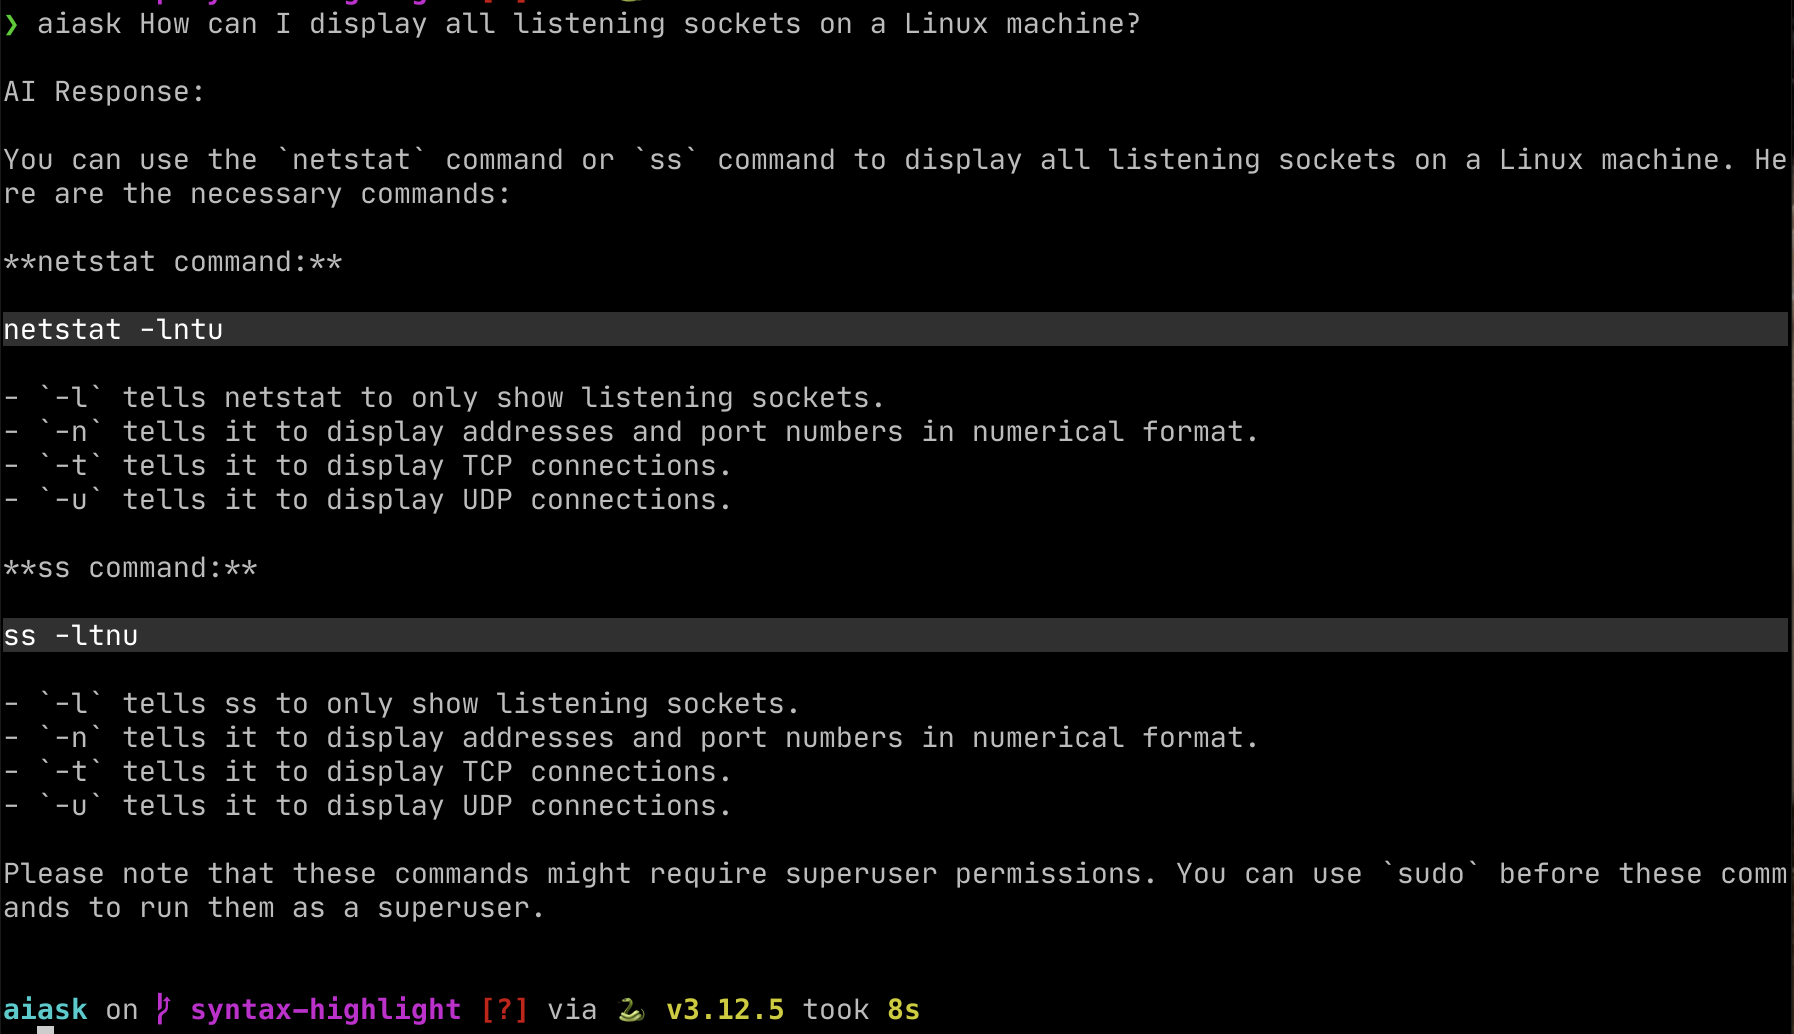 ❯ aiask How can I display all listening sockets on a Linux machine?
AI Response:
You can use the `netstat` command or `ss` command to display all listening sockets on a Linux machine. He
re are the necessary commands:
**netstat command:**
netstat -lntu
- `-l` tells netstat to only show listening sockets.
- `-n` tells it to display addresses and port numbers in numerical format.
- `-t` tells it to display TCP connections.
- `-u` tells it to display UDP connections.
**ss command:**
ss -ltnu
- `-l` tells ss to only show listening sockets.
- `-n` tells it to display addresses and port numbers in numerical format.
- `-t` tells it to display TCP connections.
- `-u` tells it to display UDP connections.
Please note that these commands might require superuser permissions. You can use `sudo` before these comm
ands to run them as a superuser.
aiask on syntax-highlight [?] via 🐍 v3.12.5 took 8s